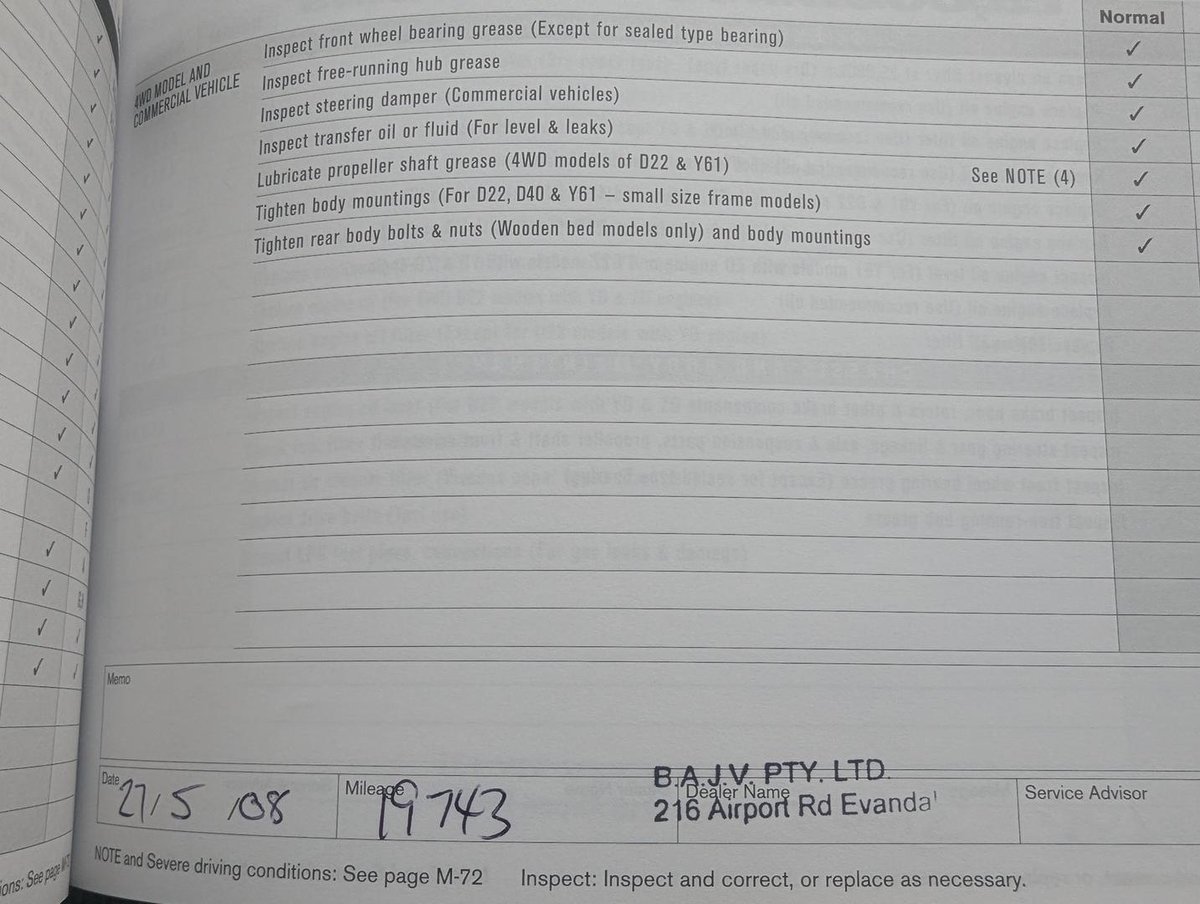 Normal
4WD MODEL AND
COMMERCIAL VEHICLE
Inspect front wheel bearing grease (Except for sealed type bearing) ✓
Inspect free-running hub grease ✓
Inspect steering damper (Commercial vehicles) ✓
Inspect transfer oil or fluid (For level & leaks) ✓
Lubricate propeller shaft grease (4WD models of D22 & Y61) See NOTE (4) ✓
Tighten body mountings (For D22, D40 & Y61 – small size frame models) ✓
Tighten rear body bolts & nuts (Wooden bed models only) and body mountings ✓
Memo
Date 27/5/08
Mileage 19743
B.A.J.V. PTY. LTD.
Dealer Name
216 Airport Rd Evanda
Service Advisor
NOTE and Severe driving conditions: See page M-72
Inspect: Inspect and correct, or replace as necessary.